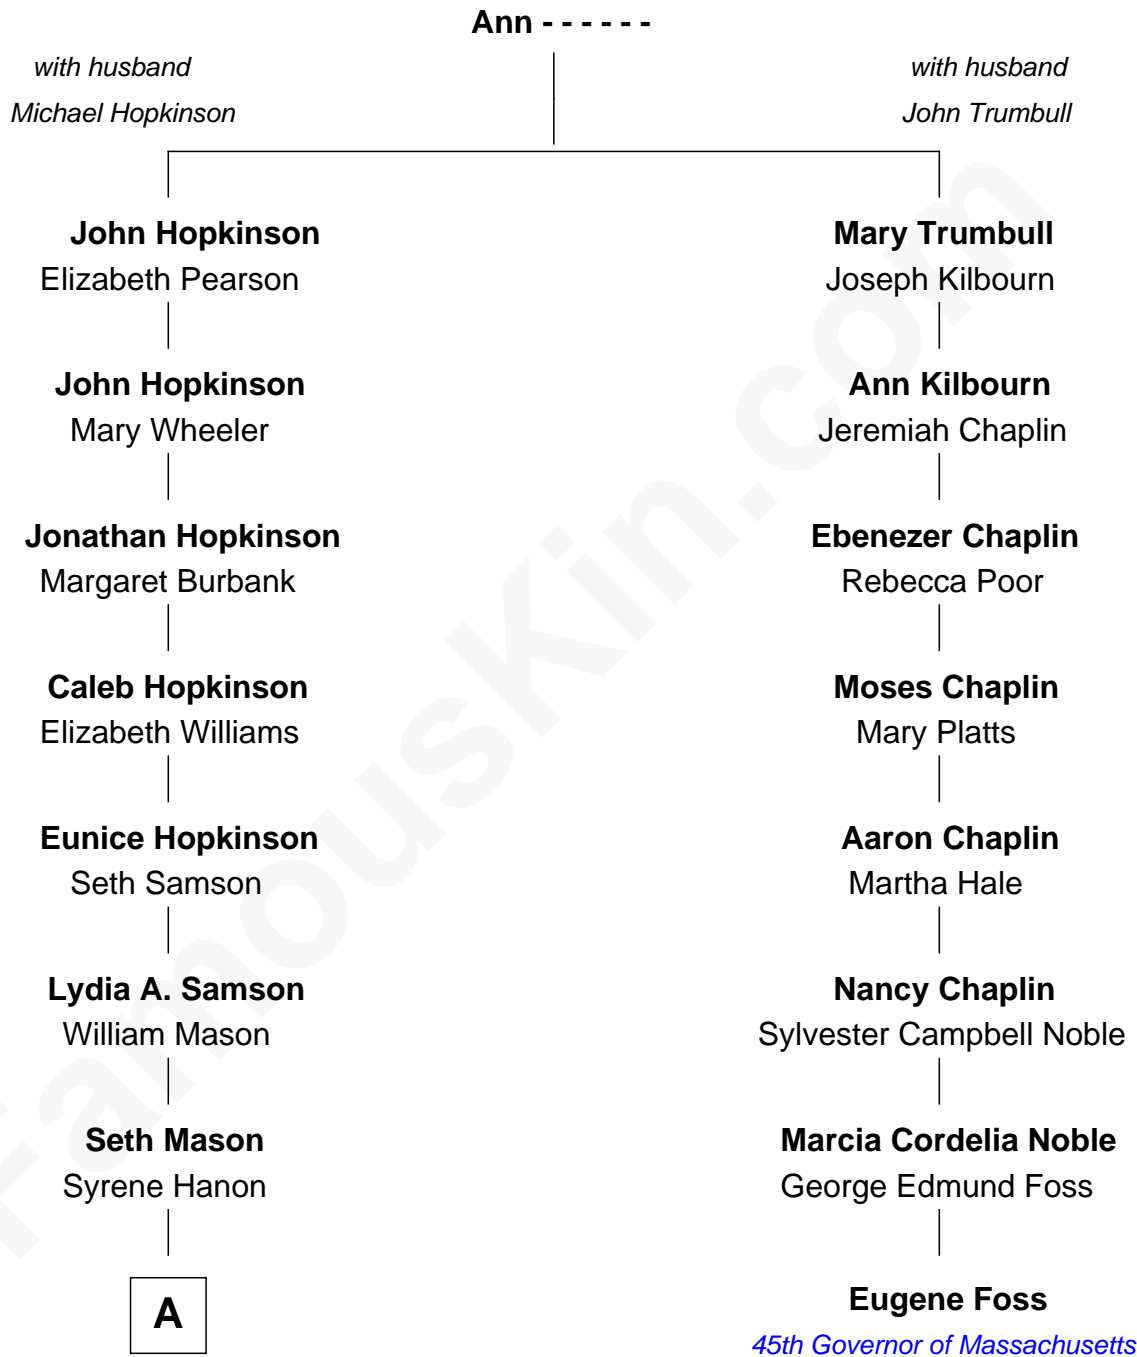 Ann - - - - - -
with husband
Michael Hopkinson
with husband
John Trumbull
John Hopkinson
Elizabeth Pearson
Mary Trumbull
Joseph Kilbourn
John Hopkinson
Mary Wheeler
Ann Kilbourn
Jeremiah Chaplin
Jonathan Hopkinson
Margaret Burbank
Ebenezer Chaplin
Rebecca Poor
Caleb Hopkinson
Elizabeth Williams
Moses Chaplin
Mary Platts
Eunice Hopkinson
Seth Samson
Aaron Chaplin
Martha Hale
Lydia A. Samson
William Mason
Nancy Chaplin
Sylvester Campbell Noble
Seth Mason
Syrene Hanon
Marcia Cordelia Noble
George Edmund Foss
A
Eugene Foss
45th Governor of Massachusetts
FamousKin.com